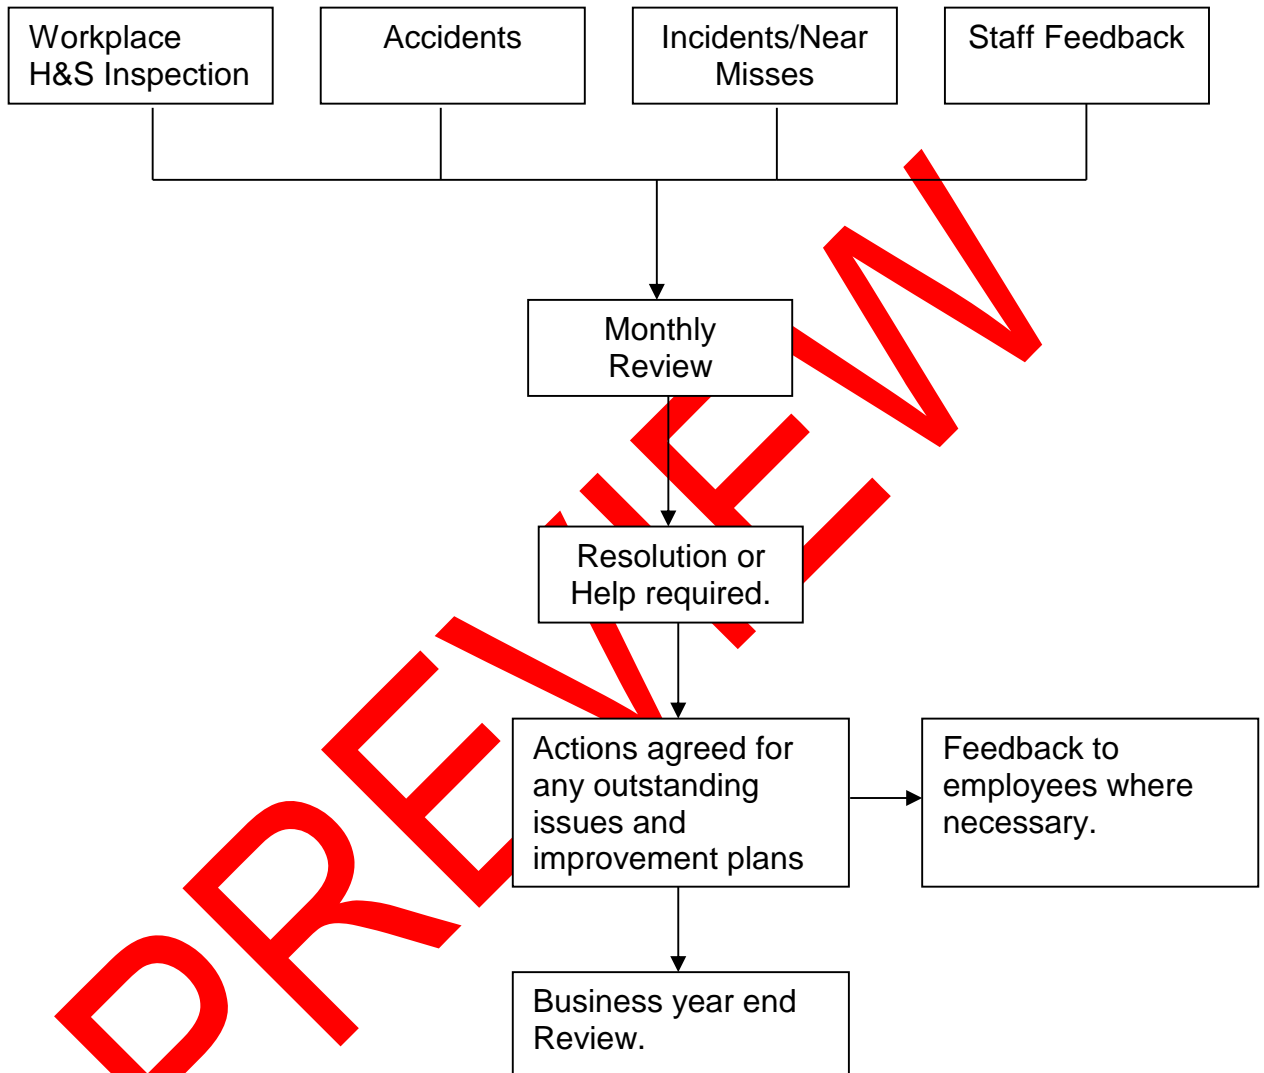 Workplace
H&S Inspection
Accidents
Incidents/Near
Misses
Staff Feedback
Monthly
Review
Resolution or
Help required.
Actions agreed for
any outstanding
issues and
improvement plans
Feedback to
employees where
necessary.
Business year end
Review.
PREVIEW